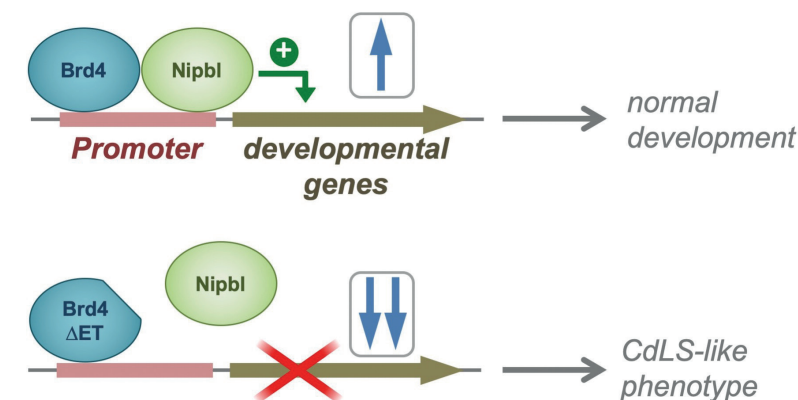 Brd4
Nipbl
+
normal
development
Promoter
developmental
genes
Nipbl
Brd4
ΔET
CdLS-like
phenotype